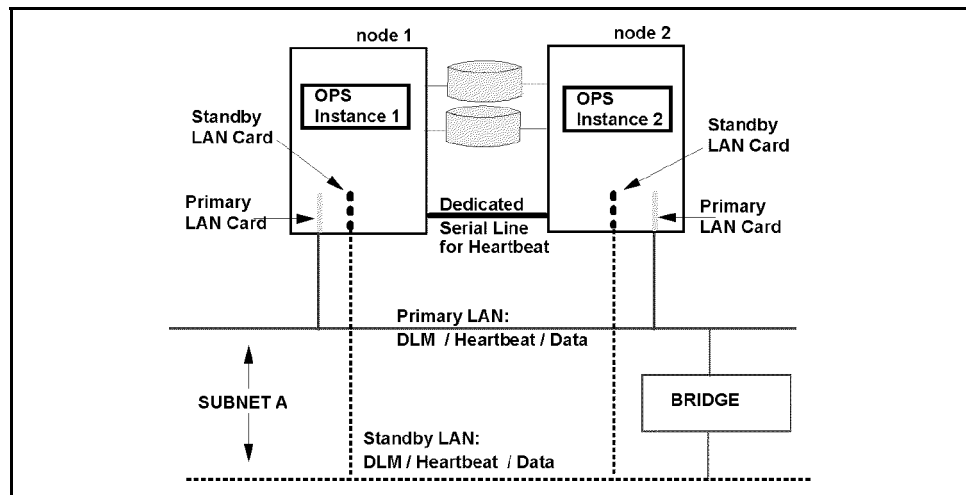 node 1
node 2
OPS
Instance 1
OPS
Instance 2
Standby
LAN Card
Standby
LAN Card
Primary
LAN Card
Dedicated
Serial Line
for Heartbeat
Primary
LAN Card
Primary LAN:
DLM / Heartbeat / Data
SUBNET A
BRIDGE
Standby LAN:
DLM / Heartbeat / Data